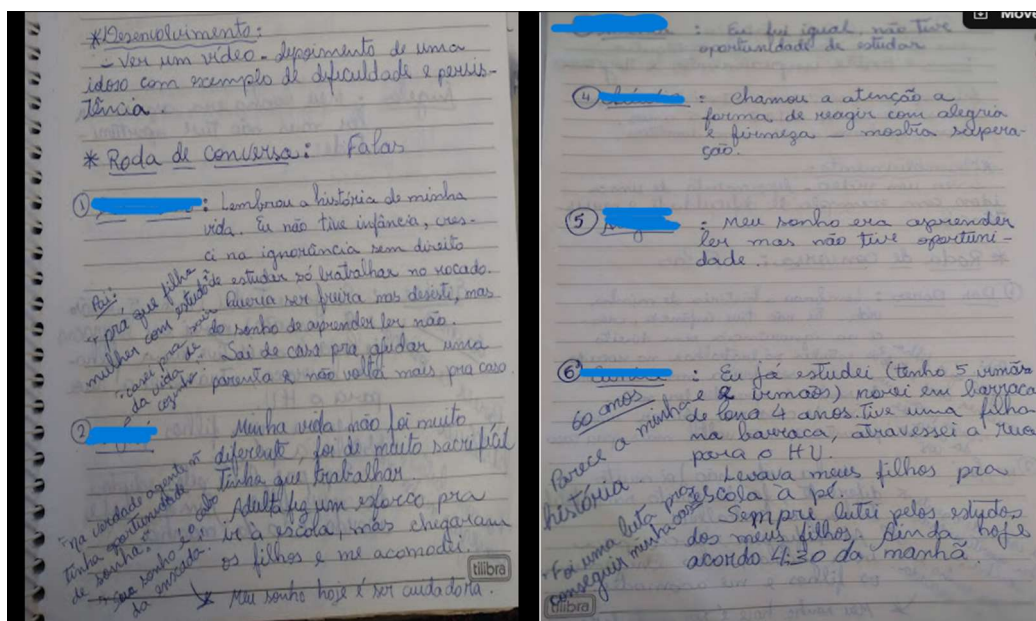 *Desenvolvimento:
- Ver um vídeo - depoimento de uma
idoso com exemplo de dificuldade e persis-
tência.
* Roda de conversa: Falas
① : Lembrou a história de minha
vida. Eu não tive infância, cres-
ci na ignorância sem direito
de estudar só trabalhar no roçado.
Queria ser freira mas desiste, mas
do sonho de aprender ler não.
Sai de casa pra ajudar uma
parenta e não voltei mais pra casa.
Pai:
pra que filha
mulher com estudo
casei pra sair
da vida de
② Minha vida não foi muito
diferente foi de muito sacrifício
Tinha que trabalhar
Adulta fiz um esforço pra
ir à escola, mas chegaram
os filhos e me acomodei.
Meu sonho hoje é ser cuidadora.
"Na verdade agente ñ
tinha oportunidade
de sonhar."
sonho é o cabo
da enxada.
tilibra
: Eu fui igual, não tive
oportunidade de estudar
④ : Chamou a atenção a
forma de reagir com alegria
e firmeza - mostra supera-
ção.
⑤ : Meu sonho era aprender
ler mas não tive oportuni-
dade.
⑥ : Eu já estudei (tenho 5 irmãs
e 2 irmãos) morei em barraca
de lona 4 anos. Tive uma filha
na barraca, atravessei a rua
para o HU.
Levava meus filhos pra
escola a pé.
Sempre lutei pelos estudos
dos meus filhos. Ainda hoje
acordo 4:30 da manhã.
60 anos
Parece a minha
história
Foi uma luta pra
conseguir minha casa
tilibra
Move